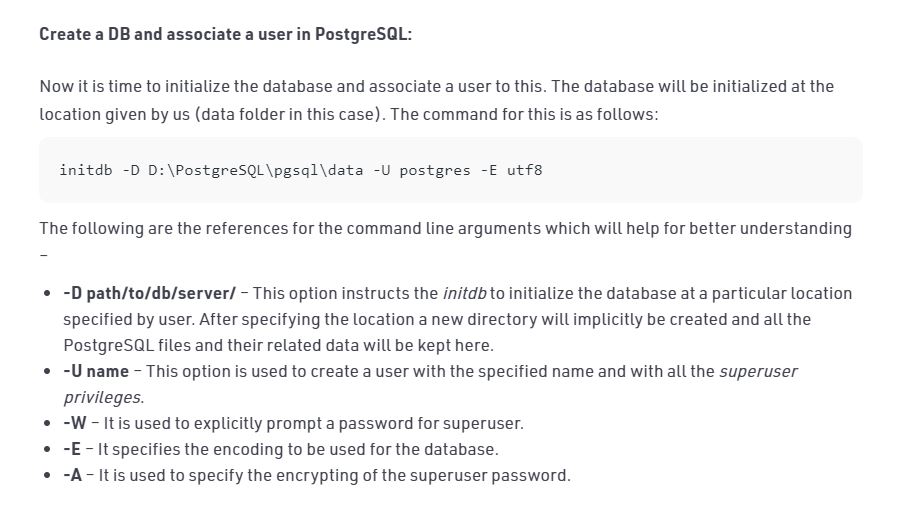 Create a DB and associate a user in PostgreSQL:
Now it is time to initialize the database and associate a user to this. The database will be initialized at the
location given by us (data folder in this case). The command for this is as follows:
initdb -D D:\PostgreSQL\pgsql\data -U postgres -E utf8
The following are the references for the command line arguments which will help for better understanding
–
• -D path/to/db/server/ – This option instructs the initdb to initialize the database at a particular location
specified by user. After specifying the location a new directory will implicitly be created and all the
PostgreSQL files and their related data will be kept here.
• -U name – This option is used to create a user with the specified name and with all the superuser
privileges.
• -W – It is used to explicitly prompt a password for superuser.
• -E – It specifies the encoding to be used for the database.
• -A – It is used to specify the encrypting of the superuser password.